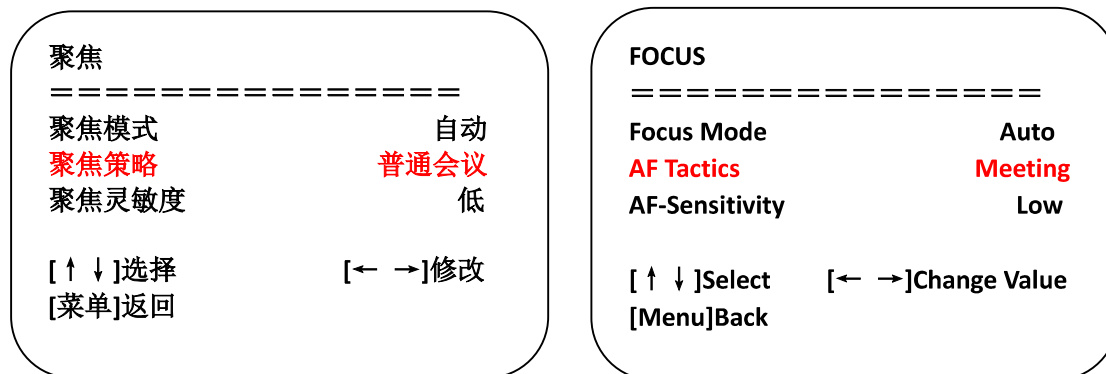 聚焦
===============
聚焦模式 自动
聚焦策略 普通会议
聚焦灵敏度 低
[↑↓]选择 [← →]修改
[菜单]返回
FOCUS
===============
Focus Mode Auto
AF Tactics Meeting
AF-Sensitivity Low
[↑↓]Select [← →]Change Value
[Menu]Back